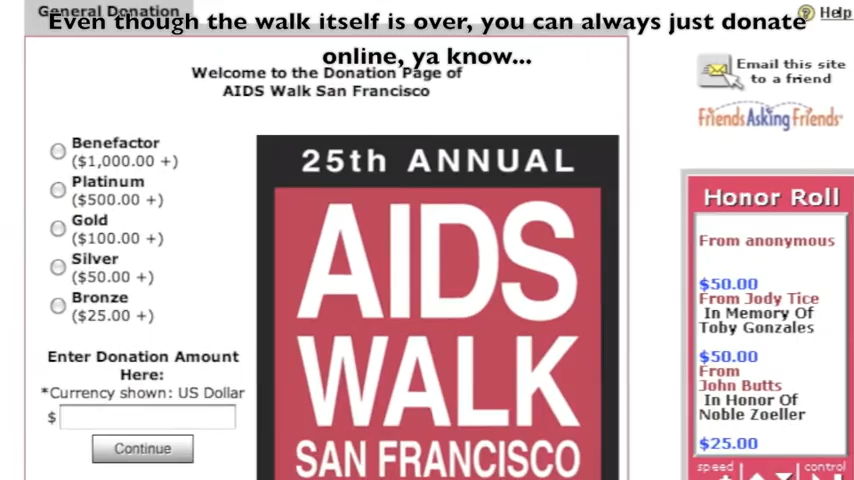 General Donation
Even though the walk itself is over, you can always just donate
online, ya know...
Help
Welcome to the Donation Page of
AIDS Walk San Francisco
Benefactor
($1,000.00 +)
Platinum
($500.00 +)
Gold
($100.00 +)
Silver
($50.00 +)
Bronze
($25.00 +)
Enter Donation Amount
Here:
*Currency shown: US Dollar
$
Continue
25th ANNUAL
AIDS
WALK
SAN FRANCISCO
Email this site
to a friend
FriendsAskingFriends
Honor Roll
From anonymous
$50.00
From Jody Tice
In Memory Of
Toby Gonzales
$50.00
From
John Butts
In Honor Of
Noble Zoeller
$25.00
speed
control